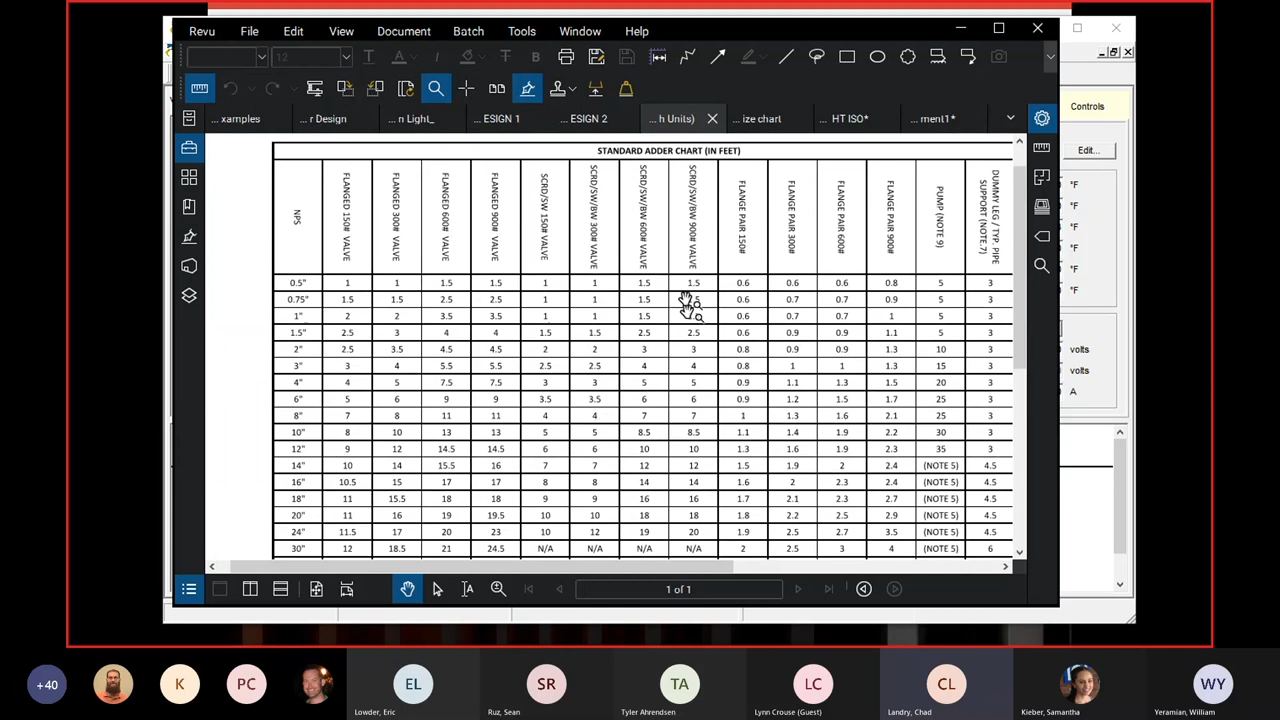 Revu File Edit View Document Batch Tools Window Help
12
... xamples ... r Design ... n Light_ ... ESIGN 1 ... ESIGN 2 ... h Units) ... ize chart ... HT ISO* ... ment1*
Controls
Edit...
°F
°F
°F
°F
°F
°F
volts
volts
A
STANDARD ADDER CHART (IN FEET)
NPS FLANGED 150# VALVE FLANGED 300# VALVE FLANGED 600# VALVE FLANGED 900# VALVE SCRD/SW 150# VALVE SCRD/SW/BW 300# VALVE SCRD/SW/BW 600# VALVE SCRD/SW/BW 900# VALVE FLANGE PAIR 150# FLANGE PAIR 300# FLANGE PAIR 600# FLANGE PAIR 900# PUMP (NOTE 9) DUMMY LEG / TYP. PIPE SUPPORT (NOTE.7)
0.5" 1 1 1.5 1.5 1 1 1.5 1.5 0.6 0.6 0.6 0.8 5 3
0.75" 1.5 1.5 2.5 2.5 1 1 1.5 0.6 0.7 0.7 0.9 5 3
1" 2 2 3.5 3.5 1 1 1.5 0.6 0.7 0.7 1 5 3
1.5" 2.5 3 4 4 1.5 1.5 2.5 2.5 0.6 0.9 0.9 1.1 5 3
2" 2.5 3.5 4.5 4.5 2 2 3 3 0.8 0.9 0.9 1.3 10 3
3" 3 4 5.5 5.5 2.5 2.5 4 4 0.8 1 1 1.3 15 3
4" 4 5 7.5 7.5 3 3 5 5 0.9 1.1 1.3 1.5 20 3
6" 5 6 9 9 3.5 3.5 6 6 0.9 1.2 1.5 1.7 25 3
8" 7 8 11 11 4 4 7 7 1 1.3 1.6 2.1 25 3
10" 8 10 13 13 5 5 8.5 8.5 1.1 1.4 1.9 2.2 30 3
12" 9 12 14.5 14.5 6 6 10 10 1.3 1.6 1.9 2.3 35 3
14" 10 14 15.5 16 7 7 12 12 1.5 1.9 2 2.4 (NOTE 5) 4.5
16" 10.5 15 17 17 8 8 14 14 1.6 2 2.3 2.4 (NOTE 5) 4.5
18" 11 15.5 18 18 9 9 16 16 1.7 2.1 2.3 2.7 (NOTE 5) 4.5
20" 11 16 19 19.5 10 10 18 18 1.8 2.2 2.5 2.9 (NOTE 5) 4.5
24" 11.5 17 20 23 10 12 19 20 1.9 2.5 2.7 3.5 (NOTE 5) 4.5
30" 12 18.5 21 24.5 N/A N/A N/A N/A 2 2.5 3 4 (NOTE 5) 6
1 of 1
+40 K PC EL SR TA LC CL WY
Lowder, Eric Ruz, Sean Tyler Ahrendsen Lynn Crouse (Guest) Landry, Chad Kieber, Samantha Yeramian, William